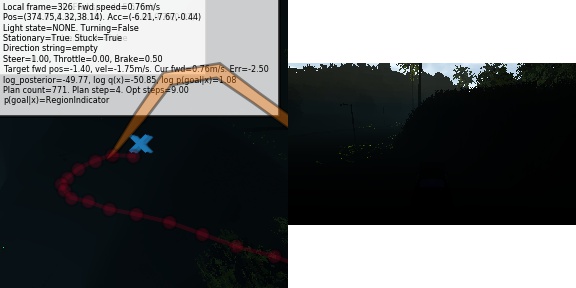 Local frame=326: Fwd.speed=0.76m/s
Pos=(374.75,4.32,38.14). Acc=(-6.21,-7.67,-0.44)
Light state=NONE. Turning=False
Stationary=True. Stuck=True
Direction string=empty
Steer=1.00, Throttle=0.00, Brake=0.50
Target fwd pos=-1.40, vel=-1.75m/s. Cur fwd=0.76m/s. Err=-2.50
log_posterior=-49.77, log q(x)=-50.85, log p(goal|x)=1.08
Plan count=771. Plan step=4. Opt steps=9.00
p(goal|x)=RegionIndicator